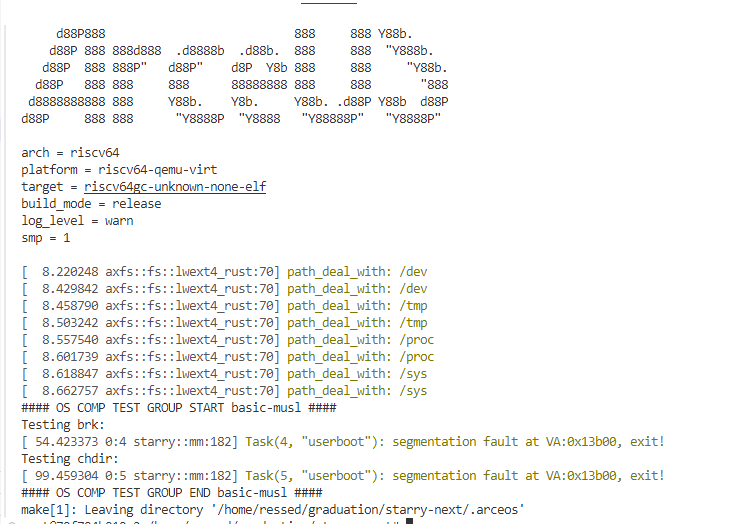 d88P888                           888     888 Y88b.
d88P 888 888d888  .d8888b  .d88b.  888     888  "Y888b.
d88P  888 888P"   d88P"    d8P  Y8b 888     888     "Y88b.
d88P   888 888     888      88888888 888     888       "888
d8888888888 888     Y88b.    Y8b.     Y88b. .d88P Y88b  d88P
d88P     888 888      "Y8888P  "Y8888   "Y88888P"   "Y8888P"
arch = riscv64
platform = riscv64-qemu-virt
target = riscv64gc-unknown-none-elf
build_mode = release
log_level = warn
smp = 1
[  8.220248 axfs::fs::lwext4_rust:70] path_deal_with: /dev
[  8.429842 axfs::fs::lwext4_rust:70] path_deal_with: /dev
[  8.458790 axfs::fs::lwext4_rust:70] path_deal_with: /tmp
[  8.503242 axfs::fs::lwext4_rust:70] path_deal_with: /tmp
[  8.557540 axfs::fs::lwext4_rust:70] path_deal_with: /proc
[  8.601739 axfs::fs::lwext4_rust:70] path_deal_with: /proc
[  8.618847 axfs::fs::lwext4_rust:70] path_deal_with: /sys
[  8.662757 axfs::fs::lwext4_rust:70] path_deal_with: /sys
#### OS COMP TEST GROUP START basic-musl ####
Testing brk:
[ 54.423373 0:4 starry::mm:182] Task(4, "userboot"): segmentation fault at VA:0x13b00, exit!
Testing chdir:
[ 99.459304 0:5 starry::mm:182] Task(5, "userboot"): segmentation fault at VA:0x13b00, exit!
#### OS COMP TEST GROUP END basic-musl ####
make[1]: Leaving directory '/home/ressed/graduation/starry-next/.arceos'